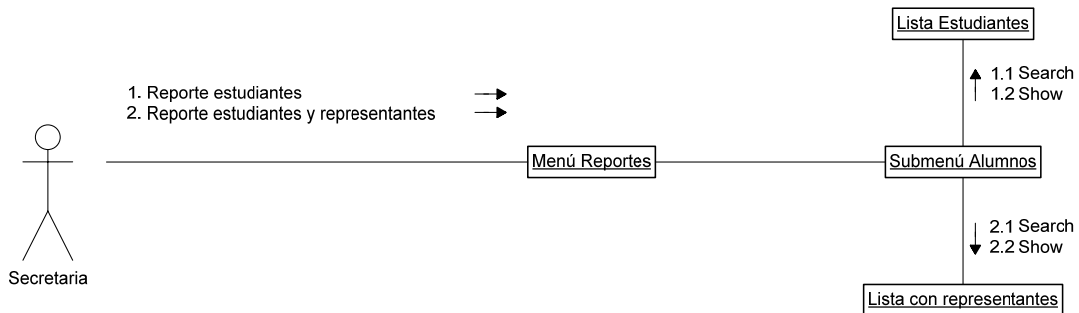 Lista Estudiantes
1.1 Search
1.2 Show
1. Reporte estudiantes
2. Reporte estudiantes y representantes
Menú Reportes
Submenú Alumnos
2.1 Search
2.2 Show
Secretaria
Lista con representantes